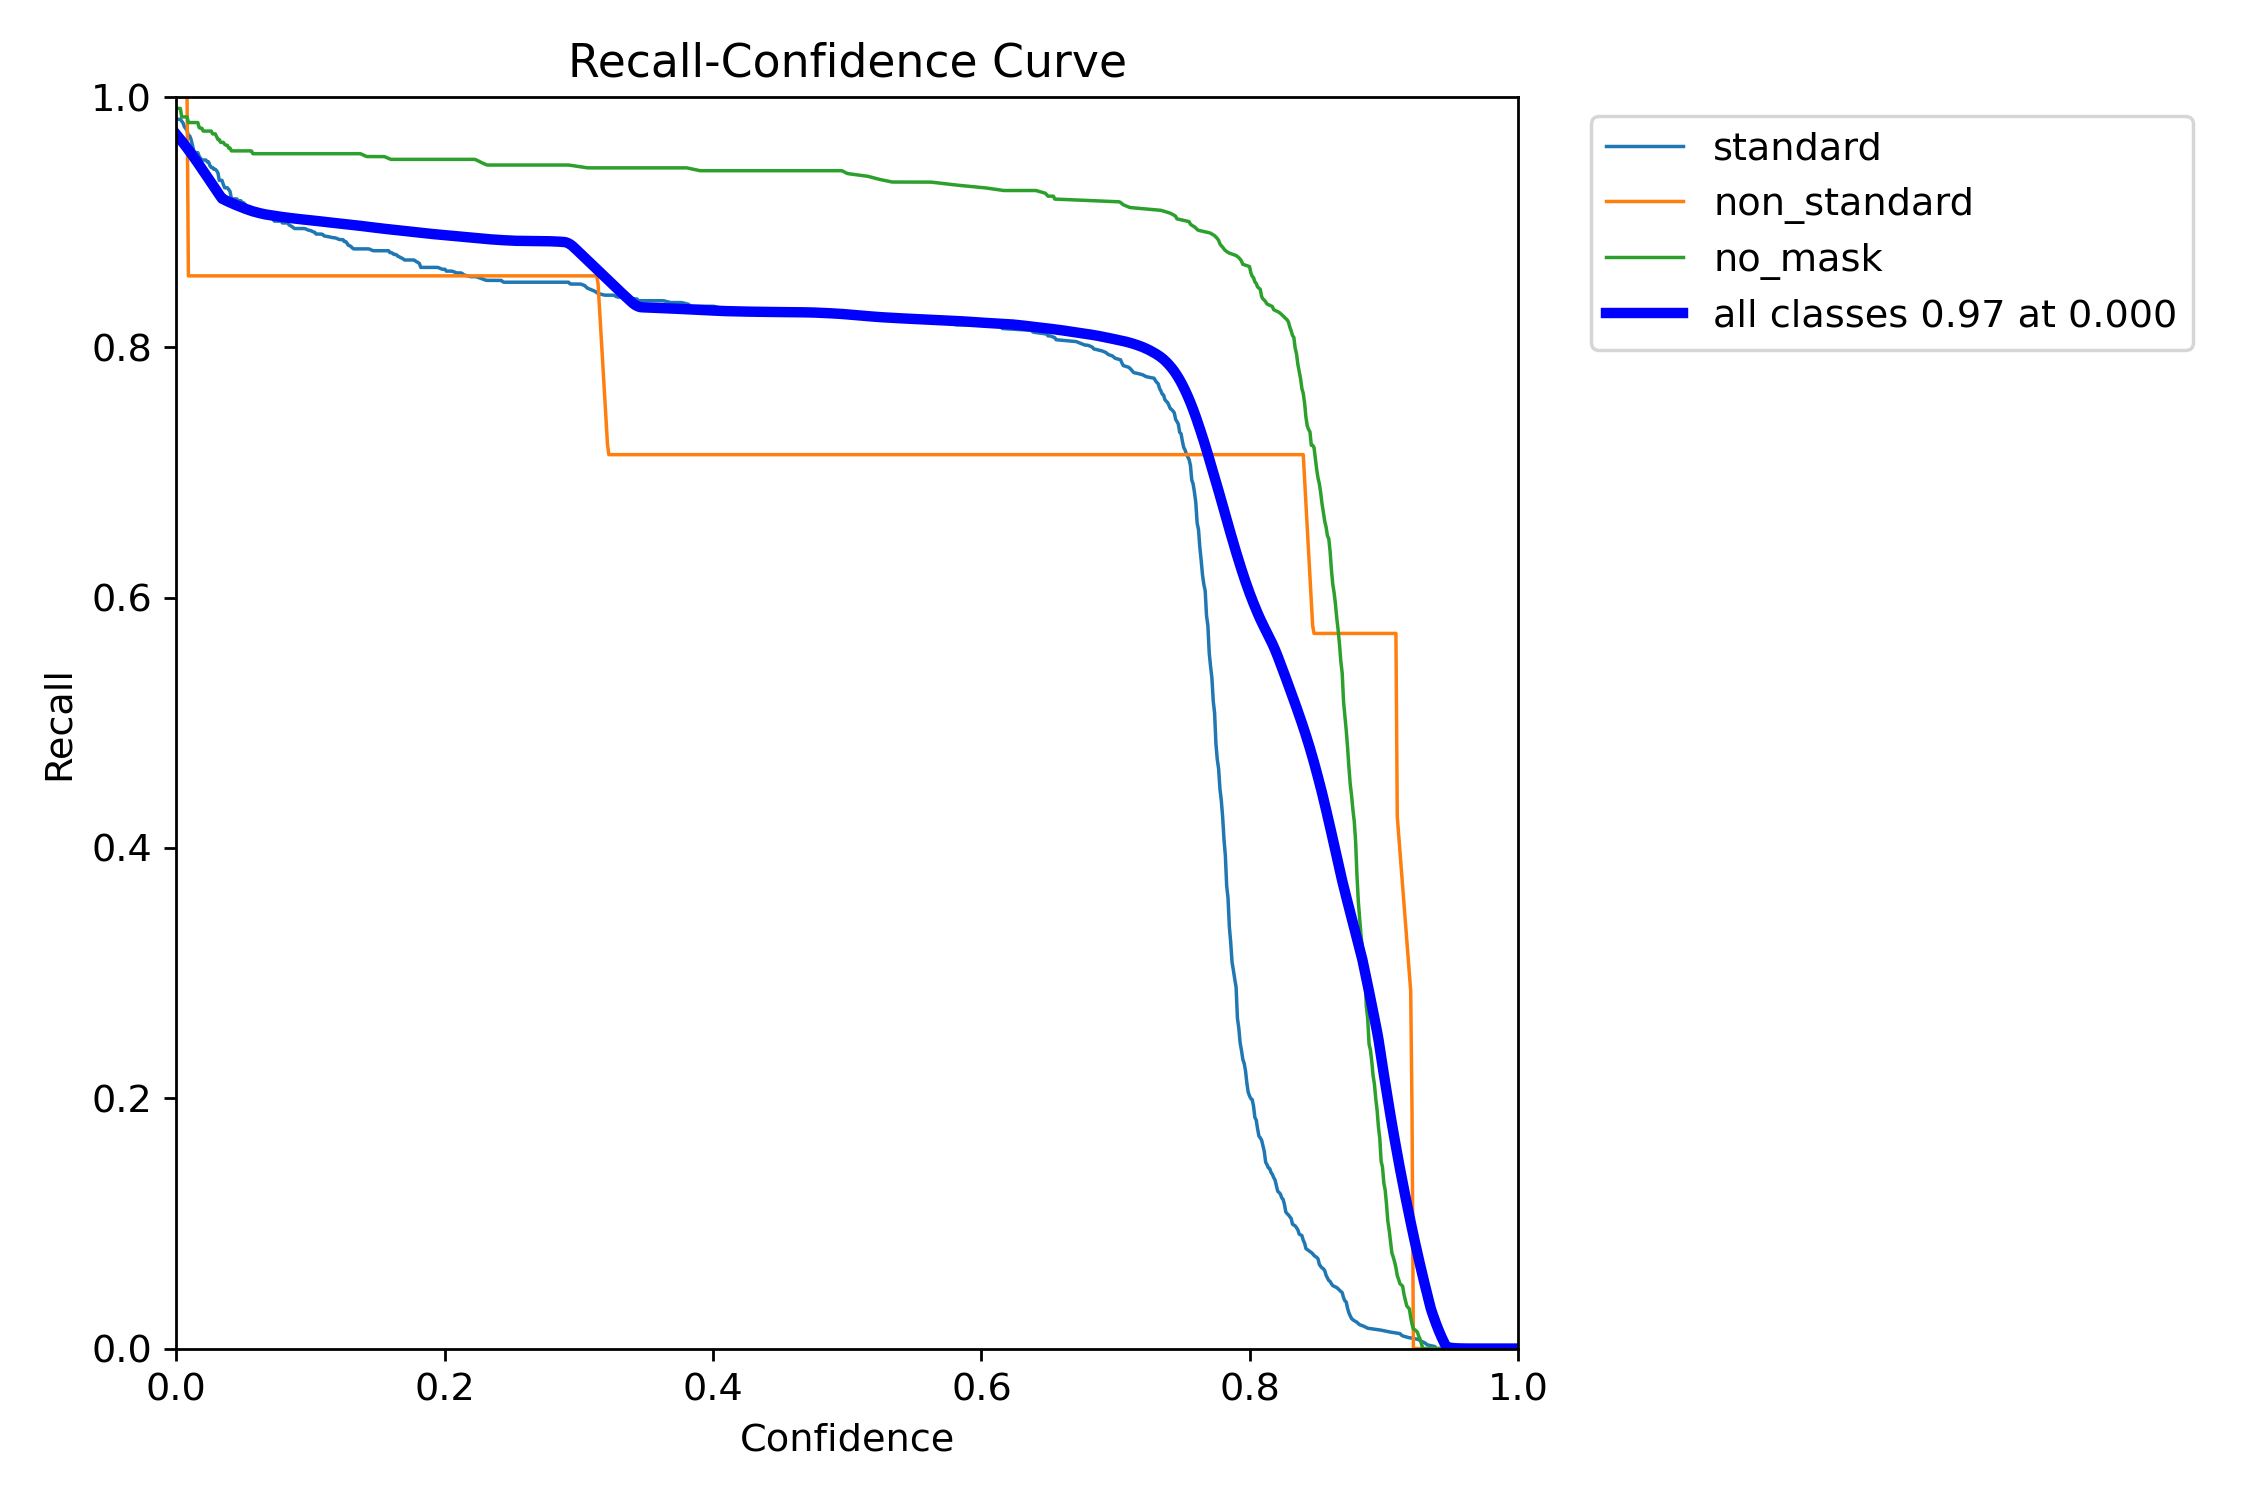 Recall-Confidence Curve
1.0
0.8
0.6
0.4
0.2
0.0
Recall
0.0 0.2 0.4 0.6 0.8 1.0
Confidence
standard
non_standard
no_mask
all classes 0.97 at 0.000